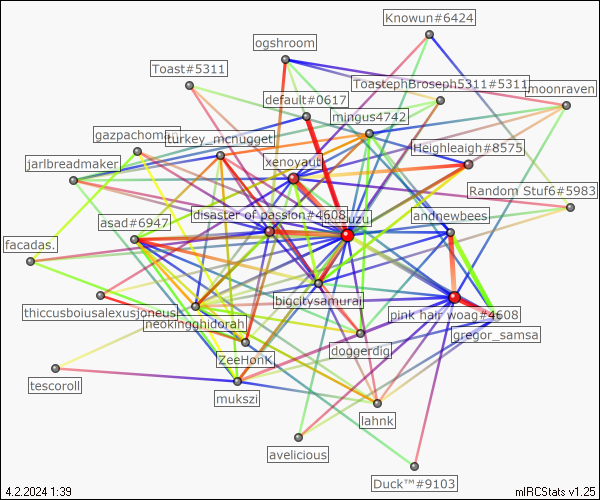 Knowun#6424
ogshroom
Toast#5311
ToastephBroseph5311#5311
moonraven
default#0617
mingus4742
gazpachoman
turkey_mcnugget
Heighleigh#8575
jarlbreadmaker
xenoyaut
Random Stuf6#5983
disaster of passion#4608
andnewbees
asad#6947
facadas.
bigcitysamurai
thiccusboiusalexusjoneus
pink hair woag#4608
neokingghidorah
gregor_samsa
doggerdig
ZeeHonK
tescoroll
mukszi
lahnk
avelicious
Duck™#9103
4.2.2024 1:39
mIRCStats v1.25